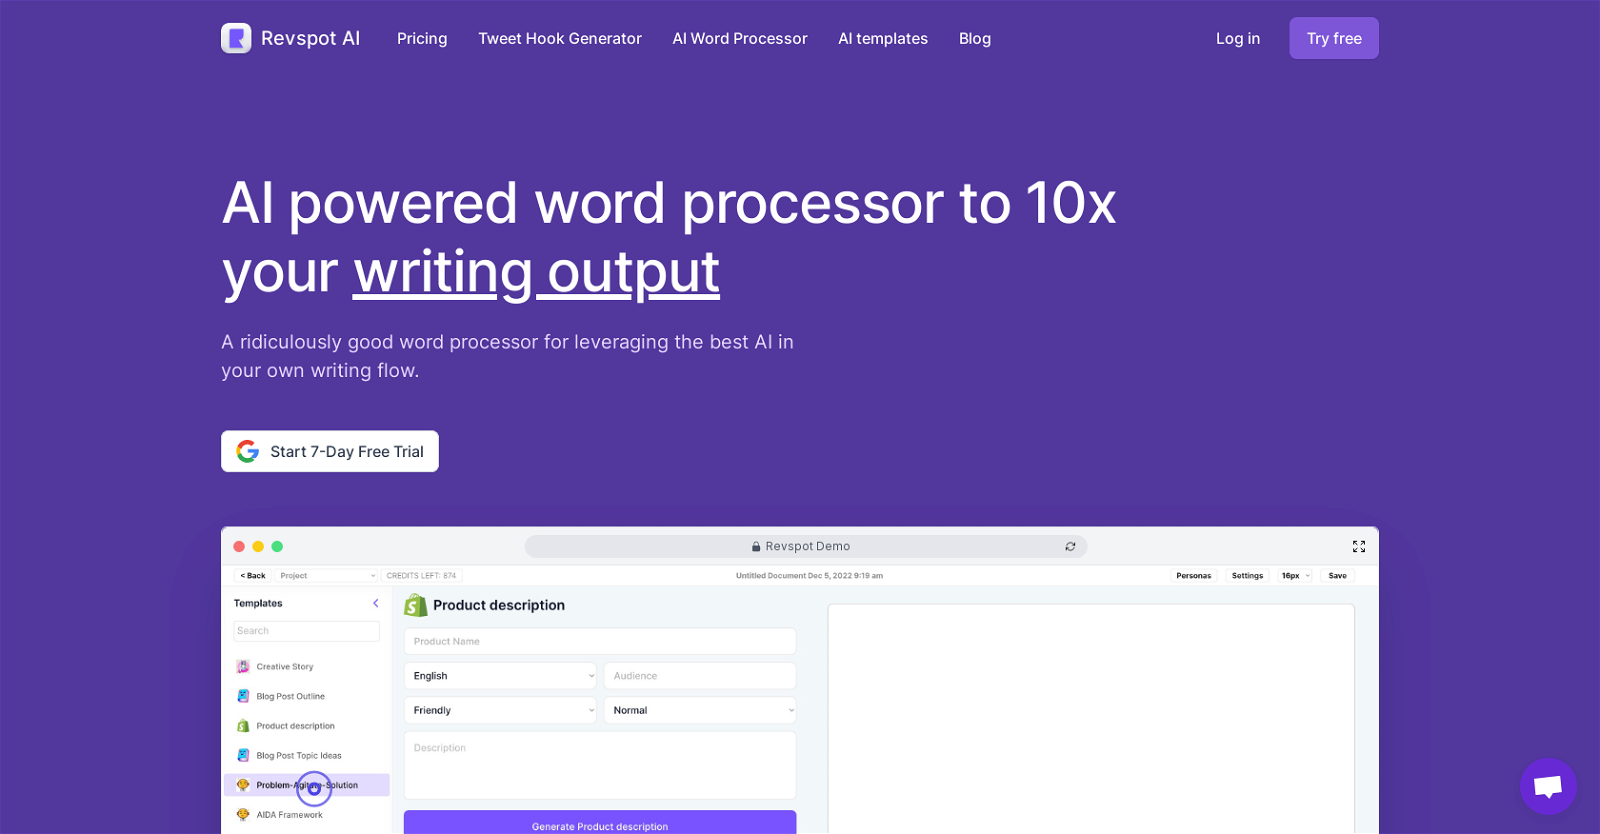 Revspot AI
Pricing
Tweet Hook Generator
AI Word Processor
AI templates
Blog
Log in
Try free
AI powered word processor to 10x
your writing output
A ridiculously good word processor for leveraging the best AI in
your own writing flow.
Start 7-Day Free Trial
Revspot Demo
< Back
Project
CREDITS LEFT: 874
Untitled Document Dec 5, 2022 9:19 am
Personas
Settings
16px
Save
Templates
Search
Creative Story
Blog Post Outline
Product description
Blog Post Topic Ideas
Problem-Agitate-Solution
AIDA Framework
Product description
Product Name
English
Audience
Friendly
Normal
Description
Generate Product description